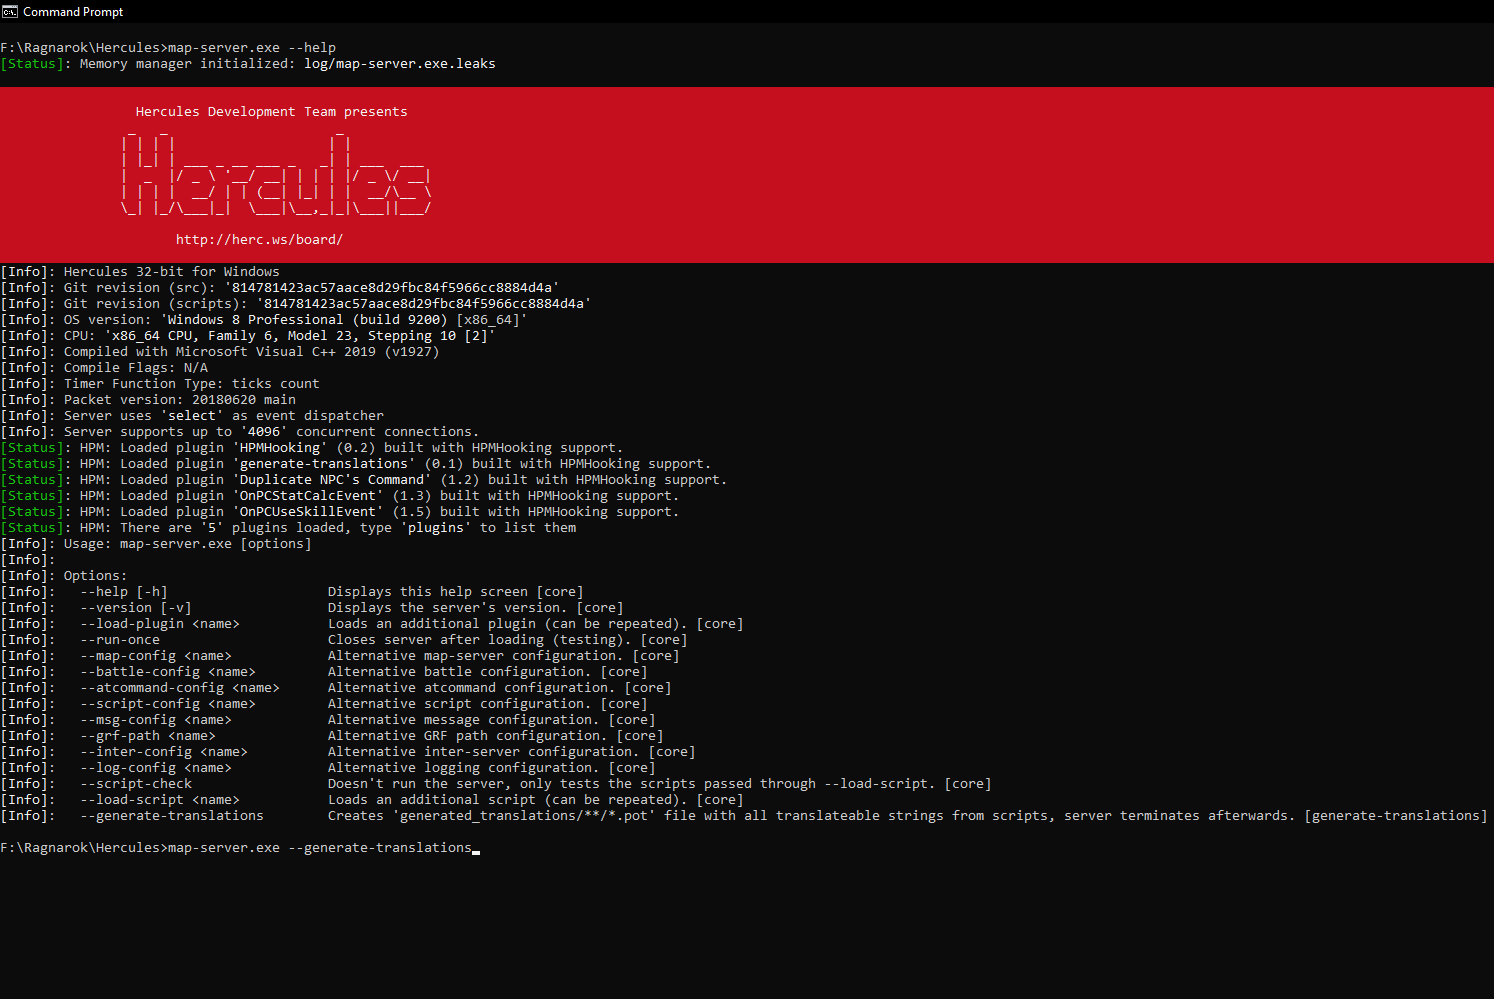 Command Prompt
F:\Ragnarok\Hercules>map-server.exe --help
[Status]: Memory manager initialized: log/map-server.exe.leaks
Hercules Development Team presents
Hercules
http://herc.ws/board/
[Info]: Hercules 32-bit for Windows
[Info]: Git revision (src): '814781423ac57aace8d29fbc84f5966cc8884d4a'
[Info]: Git revision (scripts): '814781423ac57aace8d29fbc84f5966cc8884d4a'
[Info]: OS version: 'Windows 8 Professional (build 9200) [x86_64]'
[Info]: CPU: 'x86_64 CPU, Family 6, Model 23, Stepping 10 [2]'
[Info]: Compiled with Microsoft Visual C++ 2019 (v1927)
[Info]: Compile Flags: N/A
[Info]: Timer Function Type: ticks count
[Info]: Packet version: 20180620 main
[Info]: Server uses 'select' as event dispatcher
[Info]: Server supports up to '4096' concurrent connections.
[Status]: HPM: Loaded plugin 'HPMHooking' (0.2) built with HPMHooking support.
[Status]: HPM: Loaded plugin 'generate-translations' (0.1) built with HPMHooking support.
[Status]: HPM: Loaded plugin 'Duplicate NPC's Command' (1.2) built with HPMHooking support.
[Status]: HPM: Loaded plugin 'OnPCStatCalcEvent' (1.3) built with HPMHooking support.
[Status]: HPM: Loaded plugin 'OnPCUseSkillEvent' (1.5) built with HPMHooking support.
[Status]: HPM: There are '5' plugins loaded, type 'plugins' to list them
[Info]: Usage: map-server.exe [options]
[Info]:
[Info]: Options:
[Info]:   --help [-h]                    Displays this help screen [core]
[Info]:   --version [-v]                 Displays the server's version. [core]
[Info]:   --load-plugin <name>           Loads an additional plugin (can be repeated). [core]
[Info]:   --run-once                     Closes server after loading (testing). [core]
[Info]:   --map-config <name>            Alternative map-server configuration. [core]
[Info]:   --battle-config <name>         Alternative battle configuration. [core]
[Info]:   --atcommand-config <name>      Alternative atcommand configuration. [core]
[Info]:   --script-config <name>         Alternative script configuration. [core]
[Info]:   --msg-config <name>            Alternative message configuration. [core]
[Info]:   --grf-path <name>              Alternative GRF path configuration. [core]
[Info]:   --inter-config <name>          Alternative inter-server configuration. [core]
[Info]:   --log-config <name>            Alternative logging configuration. [core]
[Info]:   --script-check                 Doesn't run the server, only tests the scripts passed through --load-script. [core]
[Info]:   --load-script <name>           Loads an additional script (can be repeated). [core]
[Info]:   --generate-translations        Creates 'generated_translations/**/*.pot' file with all translateable strings from scripts, server terminates afterwards. [generate-translations]
F:\Ragnarok\Hercules>map-server.exe --generate-translations